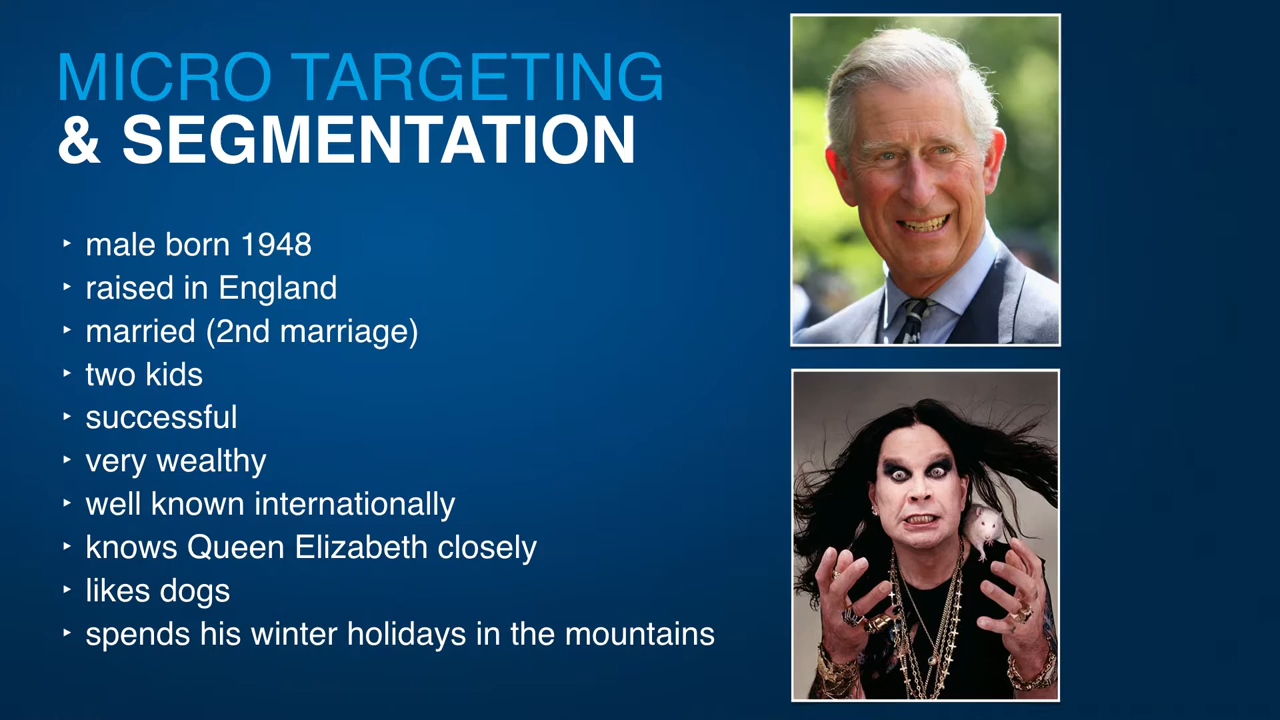 MICRO TARGETING
& SEGMENTATION
‣ male born 1948
‣ raised in England
‣ married (2nd marriage)
‣ two kids
‣ successful
‣ very wealthy
‣ well known internationally
‣ knows Queen Elizabeth closely
‣ likes dogs
‣ spends his winter holidays in the mountains